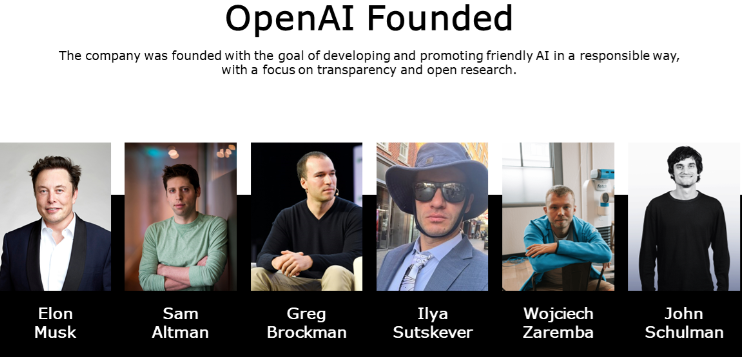 OpenAI Founded
The company was founded with the goal of developing and promoting friendly AI in a responsible way,
with a focus on transparency and open research.
Elon
Musk
Sam
Altman
Greg
Brockman
Ilya
Sutskever
Wojciech
Zaremba
John
Schulman